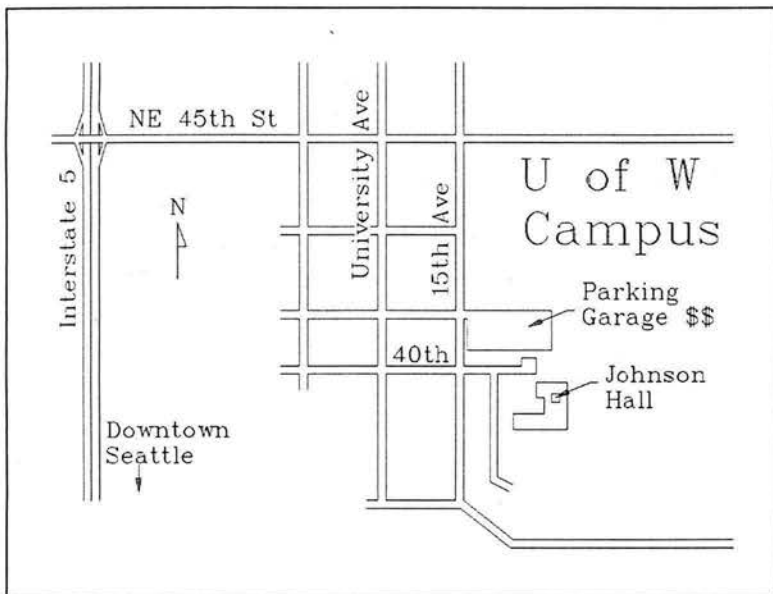 NE 45th St
University Ave
Interstate 5
N
15th Ave
U of W
Campus
Parking
Garage $$
40th
Johnson
Hall
Downtown
Seattle